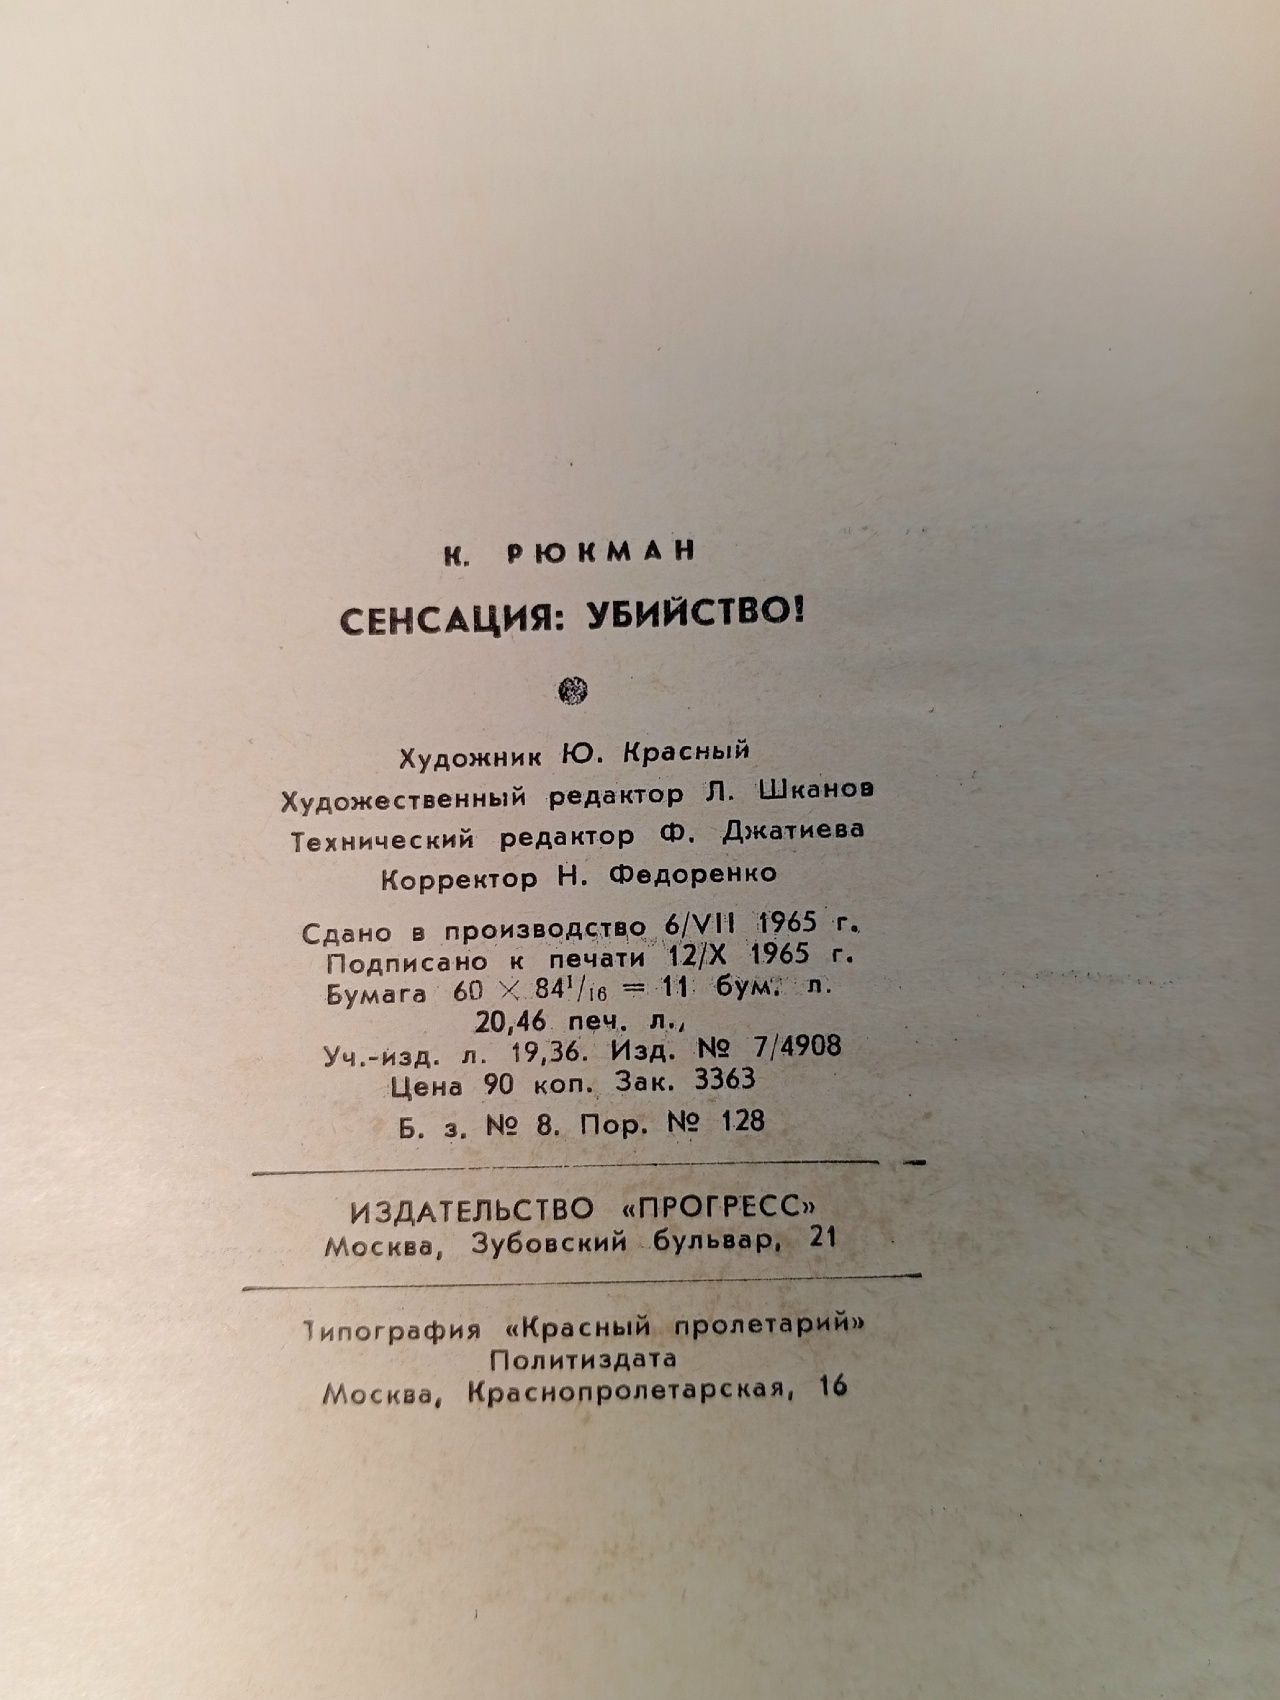 К. РЮКМАН
СЕНСАЦИЯ: УБИЙСТВО!
Художник Ю. Красный
Художественный редактор Л. Шканов
Технический редактор Ф. Джатиева
Корректор Н. Федоренко
Сдано в производство 6/VII 1965 г.
Подписано к печати 12/X 1965 г.
Бумага 60 × 84¹/₁₆ = 11 бум. л.
20,46 печ. л.,
Уч.-изд. л. 19,36. Изд. № 7/4908
Цена 90 коп. Зак. 3363
Б. з. № 8. Пор. № 128
ИЗДАТЕЛЬСТВО «ПРОГРЕСС»
Москва, Зубовский бульвар, 21
Типография «Красный пролетарий»
Политиздата
Москва, Краснопролетарская, 16